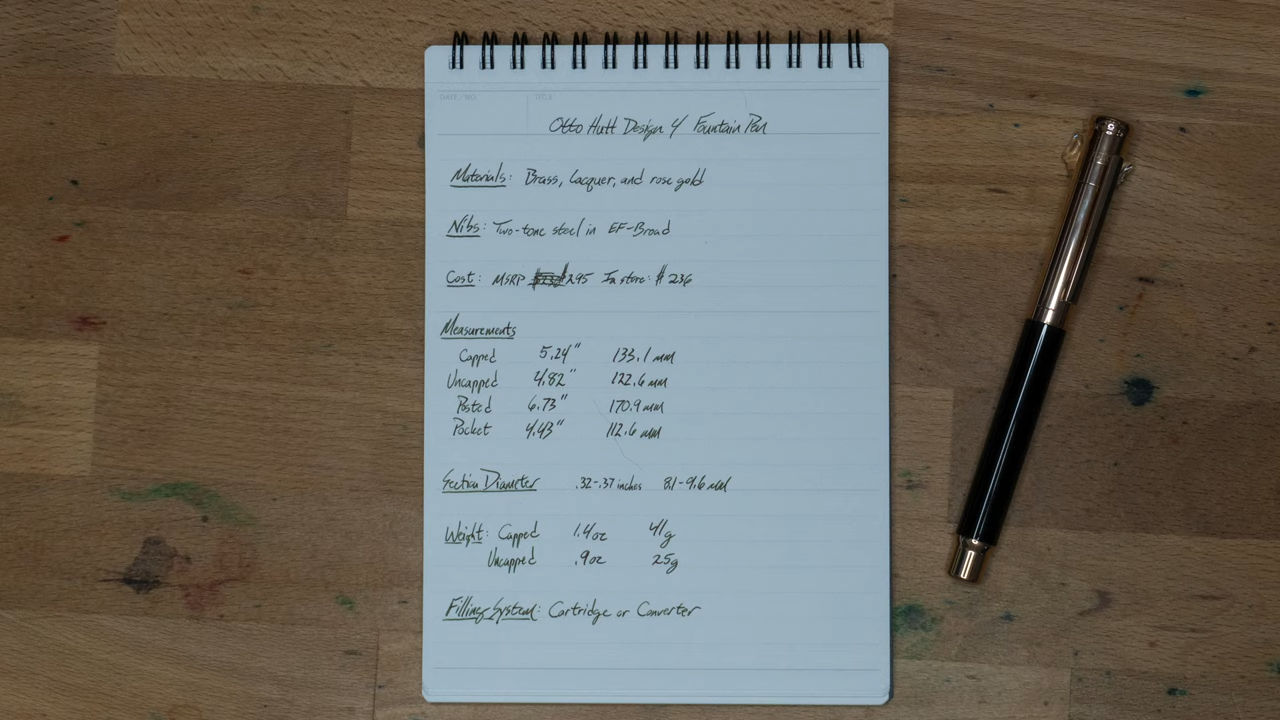 DATE/NO. TITLE
Otto Hutt Design 4 Fountain Pen
Materials: Brass, Lacquer, and rose gold
Nibs: Two-tone steel in EF-Broad
Cost: MSRP 295 In store: $236
Measurements
Capped 5.24" 133.1 mm
Uncapped 4.82" 122.6 mm
Posted 6.73" 170.9 mm
Pocket 4.43" 112.6 mm
Section Diameter .32-.37 inches 8.1-9.6 mm
Weight: Capped 1.4oz 41g
Uncapped .9oz 25g
Filling System: Cartridge or Converter